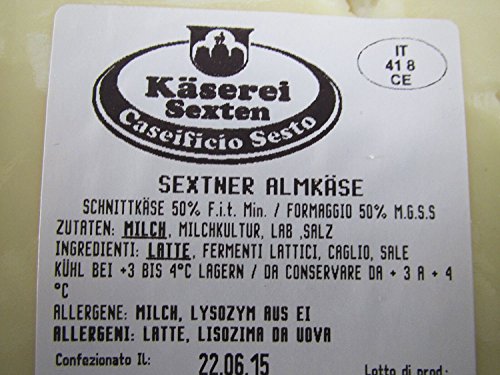 IT
41 8
CE
Käserei
Sexten
Caseificio Sesto
SEXTNER ALMKÄSE
SCHNITTKÄSE 50% F.i.t. Min. / FORMAGGIO 50% M.G.S.S
ZUTATEN: MILCH, MILCHKULTUR, LAB ,SALZ
INGREDIENTI: LATTE, FERMENTI LATTICI, CAGLIO, SALE
KÜHL BEI +3 BIS 4°C LAGERN / DA CONSERVARE DA + 3 A + 4
°C
ALLERGENE: MILCH, LYSOZYM AUS EI
ALLERGENI: LATTE, LISOZIMA DA UOVA
Confezionato IL: 22.06.15 Lotto di prod: